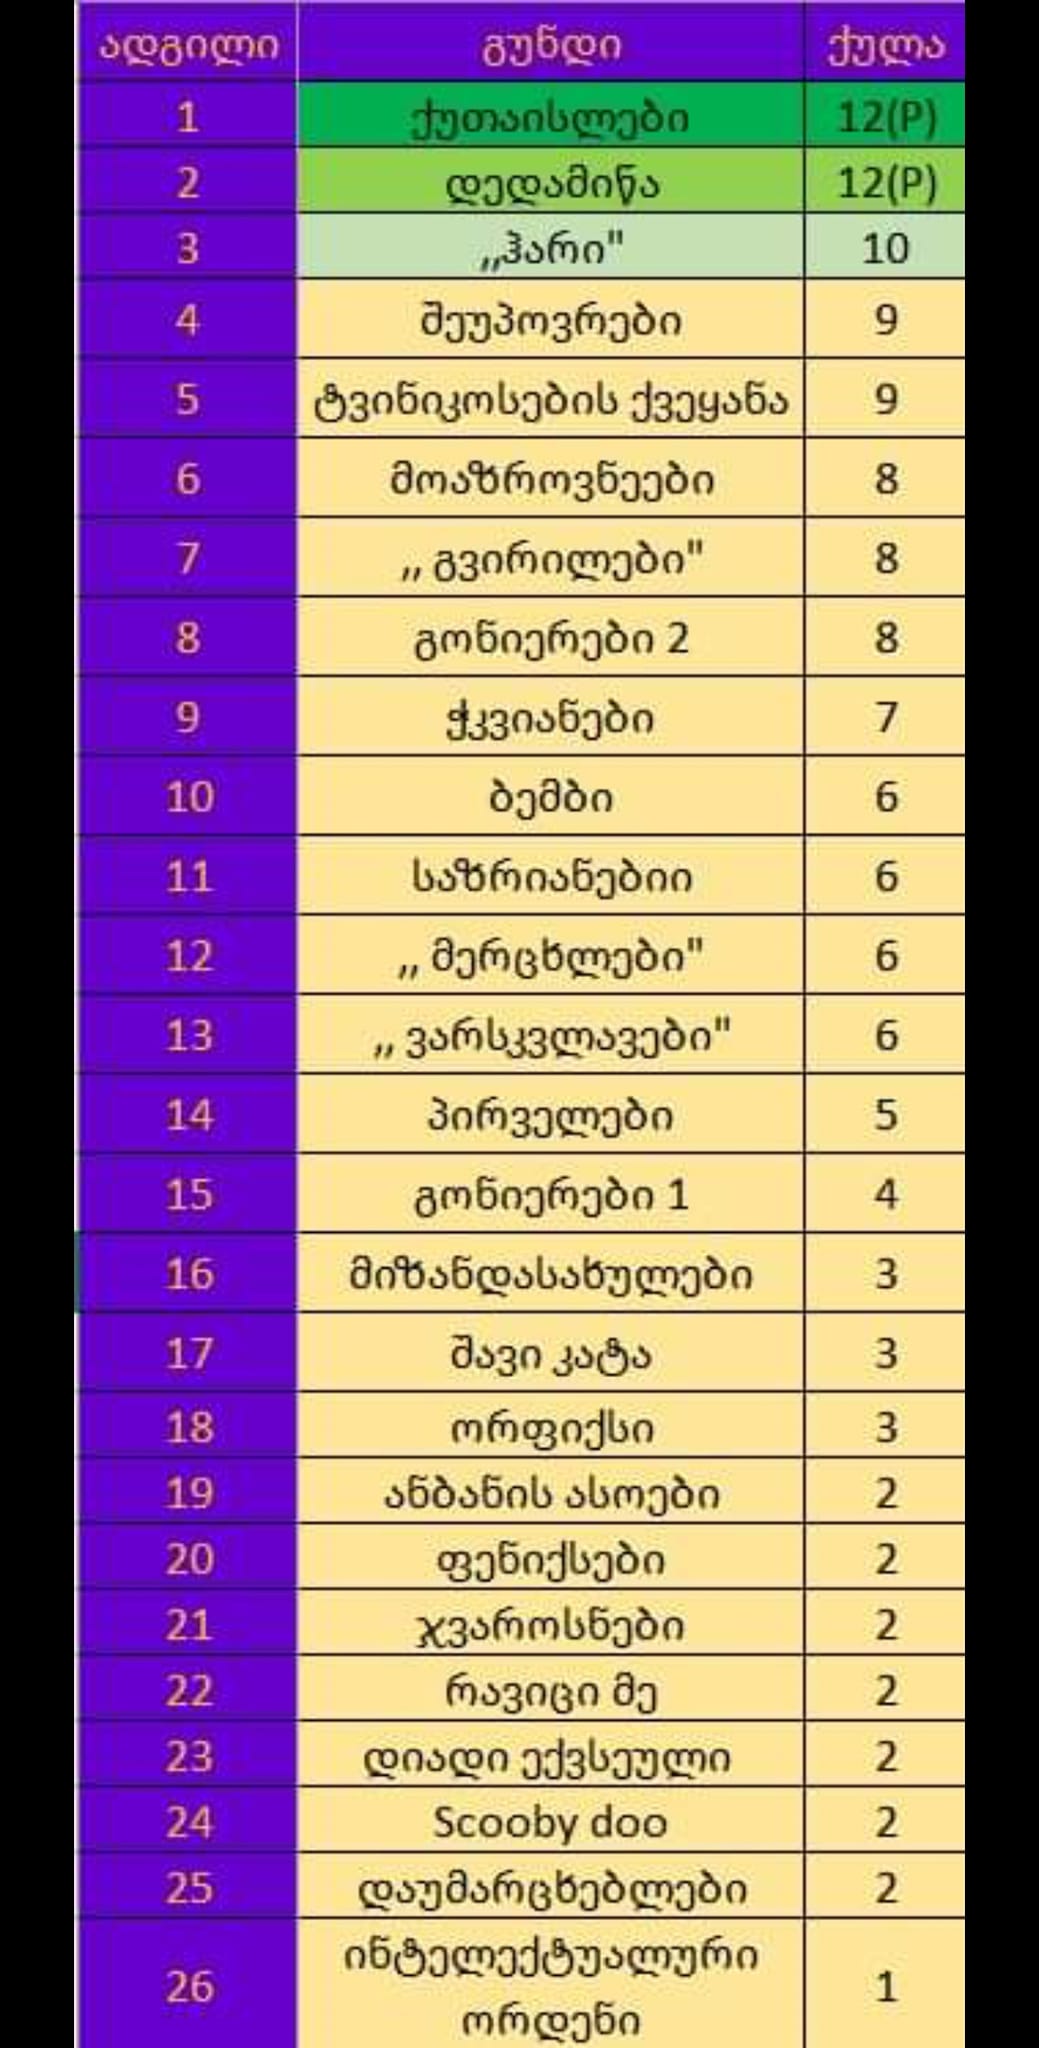 ადგილი გუნდი ქულა
1 ქუთაისლები 12(P)
2 დედამიწა 12(P)
3 ,,ჰარი" 10
4 შეუპოვრები 9
5 ტვინიკოსების ქვეყანა 9
6 მოაზროვნეები 8
7 ,, გვირილები" 8
8 გონიერები 2 8
9 ჭკვიანები 7
10 ბემბი 6
11 საზრიანებიი 6
12 ,, მერცხლები" 6
13 ,, ვარსკვლავები" 6
14 პირველები 5
15 გონიერები 1 4
16 მიზანდასახულები 3
17 შავი კატა 3
18 ორფიქსი 3
19 ანბანის ასოები 2
20 ფენიქსები 2
21 ჯვაროსნები 2
22 რავიცი მე 2
23 დიადი ექვსეული 2
24 Scooby doo 2
25 დაუმარცხებლები 2
26 ინტელექტუალური
ორდენი 1